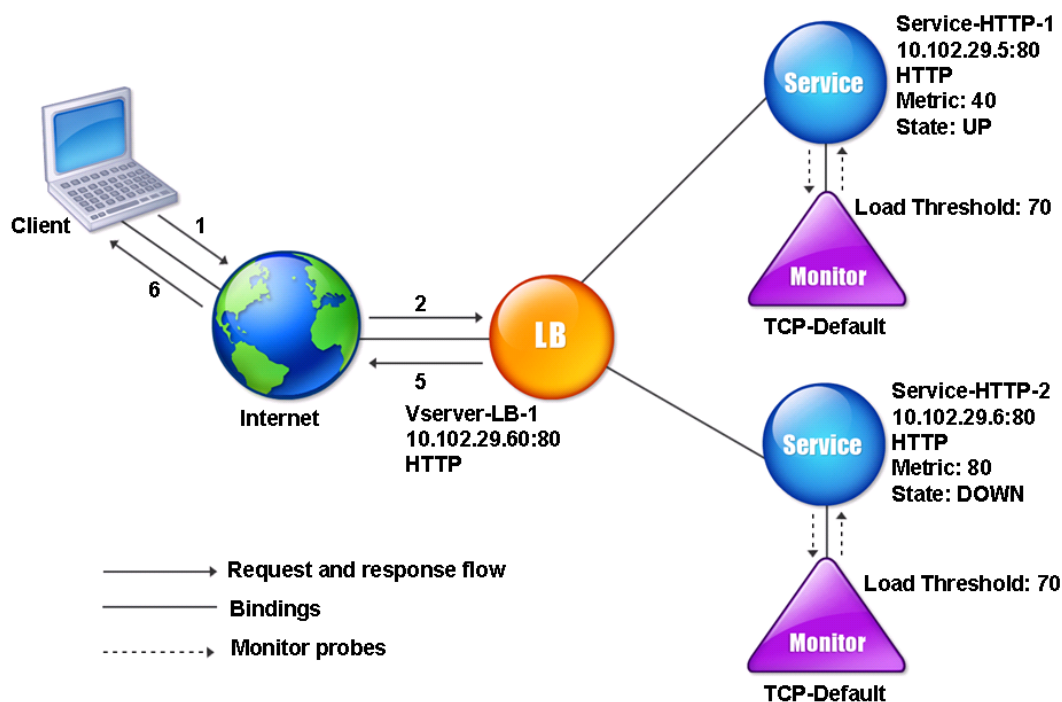 Service-HTTP-1
10.102.29.5:80
HTTP
Metric: 40
State: UP
Service
Load Threshold: 70
Monitor
TCP-Default
Client
1
6
Internet
2
5
LB
Vserver-LB-1
10.102.29.60:80
HTTP
Service-HTTP-2
10.102.29.6:80
HTTP
Metric: 80
State: DOWN
Service
Load Threshold: 70
Monitor
TCP-Default
Request and response flow
Bindings
Monitor probes